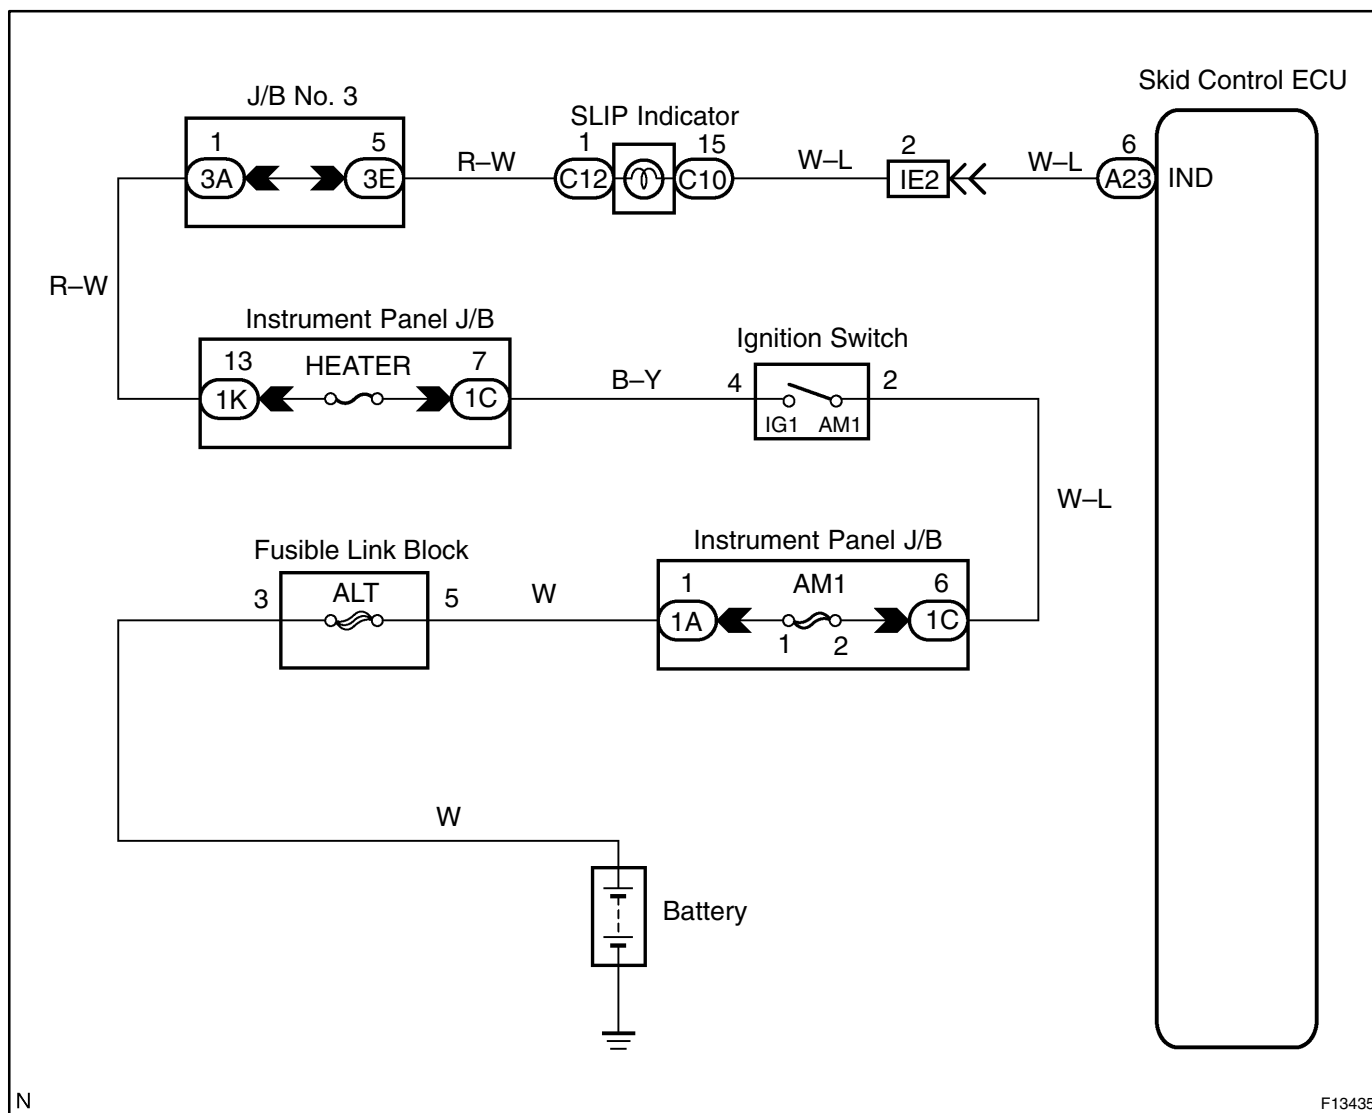 Skid Control ECU
J/B No. 3
SLIP Indicator
1 5 1 15 2 6
R–W W–L W–L
3A 3E C12 C10 IE2 A23 IND
R–W
Instrument Panel J/B
Ignition Switch
13 HEATER 7
B–Y 4 2
1K 1C
IG1 AM1
W–L
Fusible Link Block
Instrument Panel J/B
3 ALT 5 W 1 AM1 6
1A 1C
1 2
W
Battery
N F13435